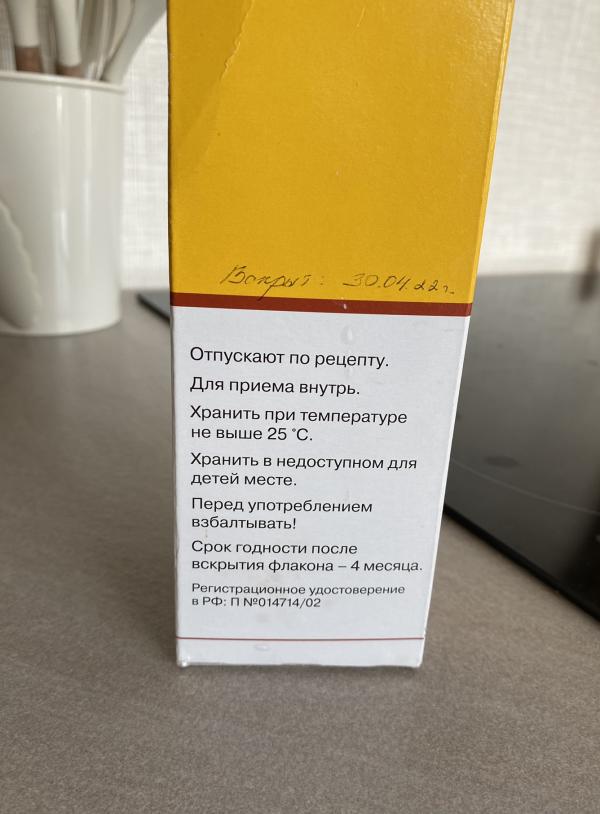 Вскрыт: 30.04.22г.
Отпускают по рецепту.
Для приема внутрь.
Хранить при температуре
не выше 25 °C.
Хранить в недоступном для
детей месте.
Перед употреблением
взбалтывать!
Срок годности после
вскрытия флакона – 4 месяца.
Регистрационное удостоверение
в РФ: П №014714/02